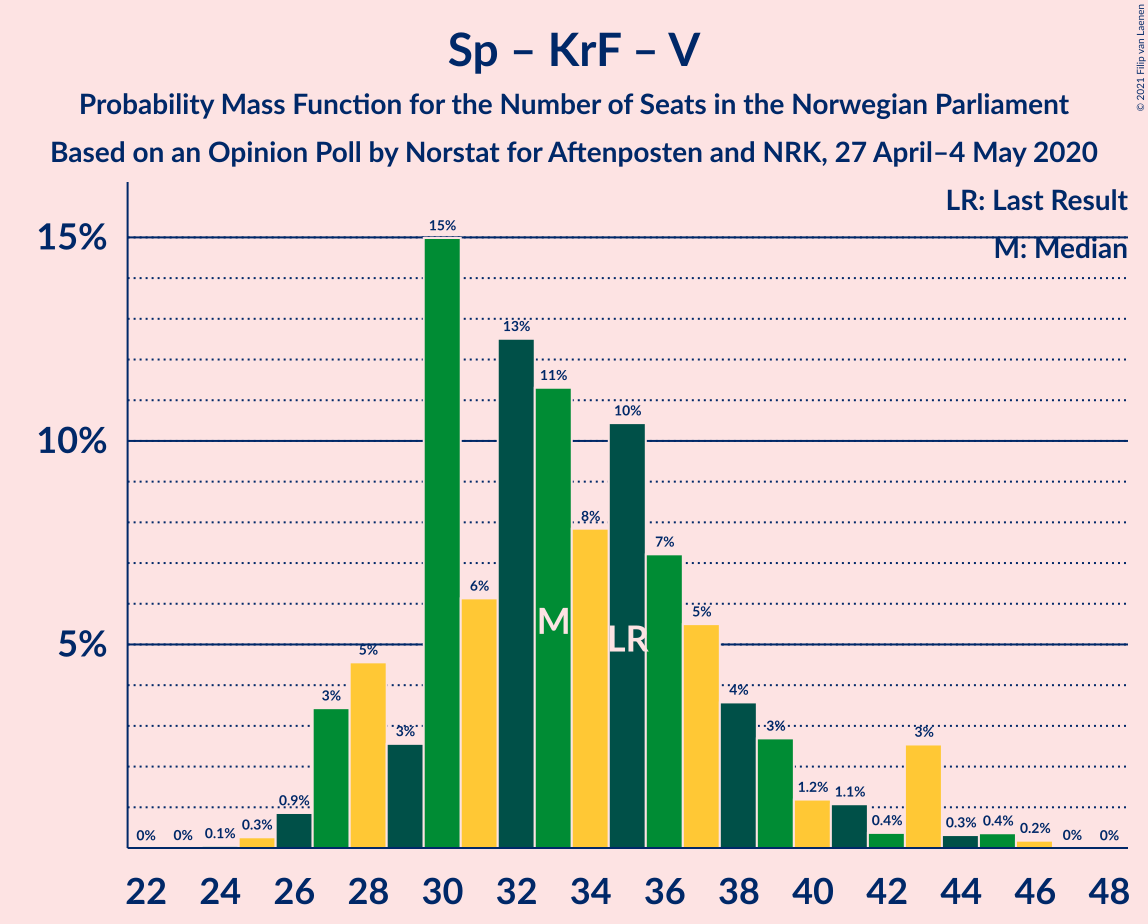 Sp – KrF – V
Probability Mass Function for the Number of Seats in the Norwegian Parliament
Based on an Opinion Poll by Norstat for Aftenposten and NRK, 27 April–4 May 2020
© 2021 Filip van Laenen
LR: Last Result
M: Median
15%
10%
5%
0% 0% 0.1% 0.3% 0.9% 3% 5% 3% 15% 6% 13% 11% 8% 10% 7% 5% 4% 3% 1.2% 1.1% 0.4% 3% 0.3% 0.4% 0.2% 0% 0%
M
LR
22 24 26 28 30 32 34 36 38 40 42 44 46 48